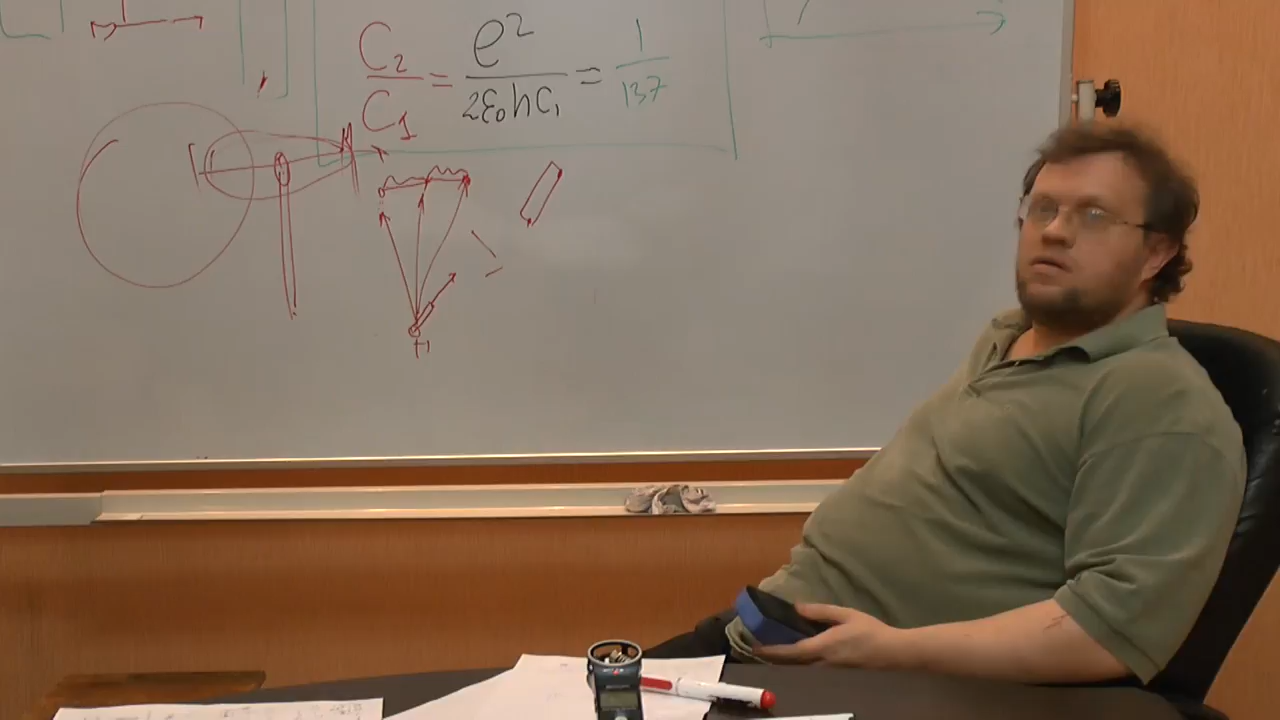 C₂/C₁ = e²/2ε₀hC₁ = 1/137